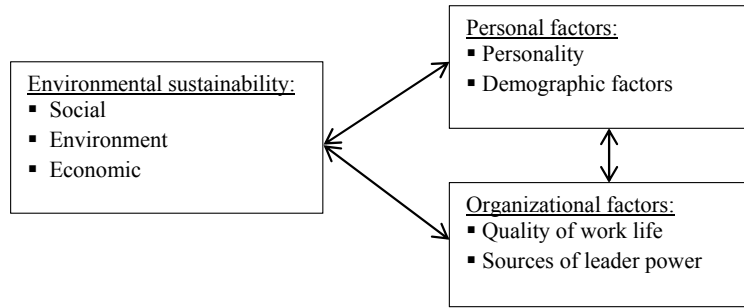 Environmental sustainability:
▪ Social
▪ Environment
▪ Economic
Personal factors:
▪ Personality
▪ Demographic factors
Organizational factors:
▪ Quality of work life
▪ Sources of leader power